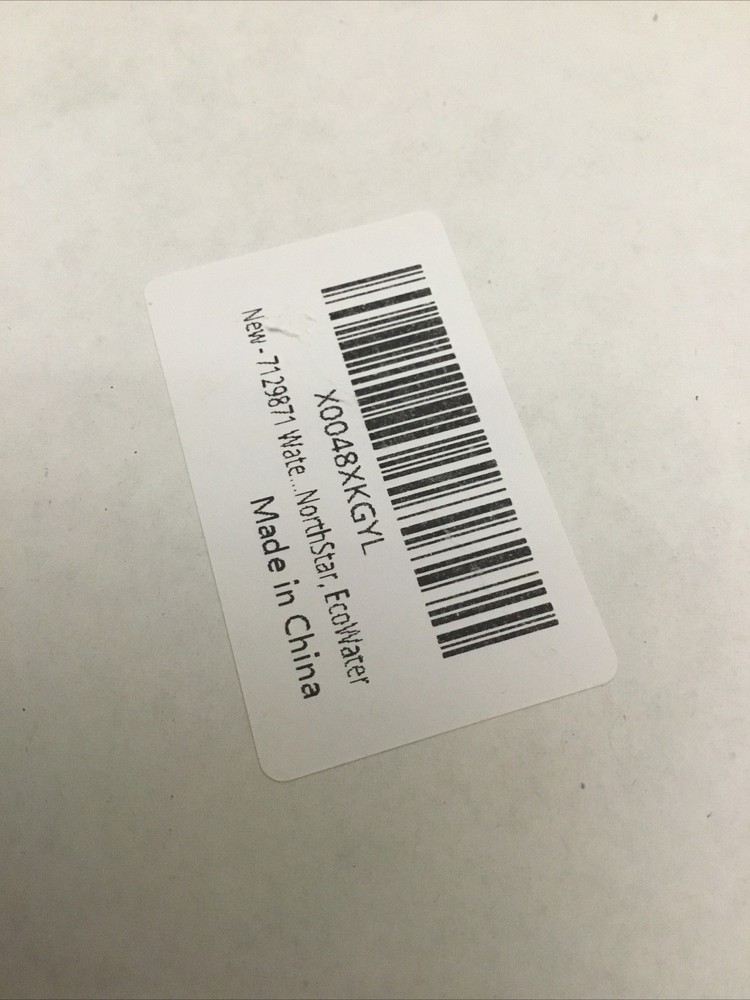 X0048XKGYL
New - 7129871 Wate...NorthStar, EcoWater
Made in China